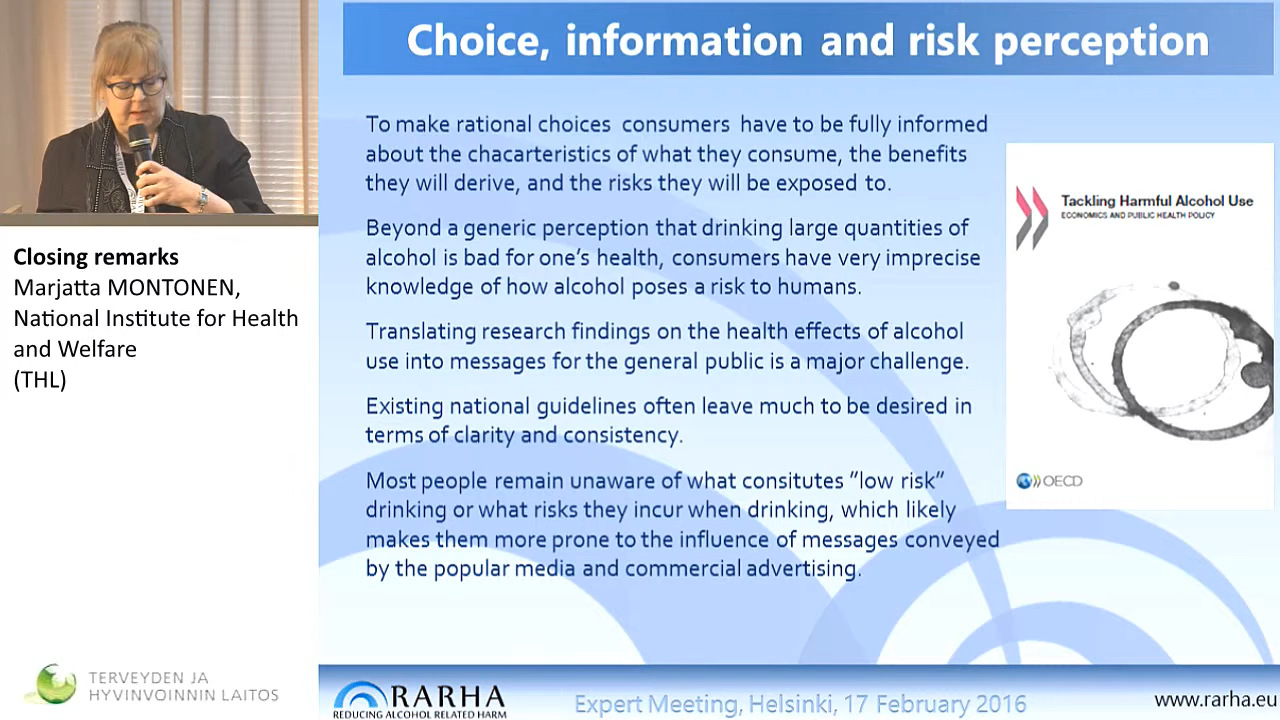 Choice, information and risk perception
To make rational choices consumers have to be fully informed
about the chacarteristics of what they consume, the benefits
they will derive, and the risks they will be exposed to.
Beyond a generic perception that drinking large quantities of
alcohol is bad for one's health, consumers have very imprecise
knowledge of how alcohol poses a risk to humans.
Translating research findings on the health effects of alcohol
use into messages for the general public is a major challenge.
Existing national guidelines often leave much to be desired in
terms of clarity and consistency.
Most people remain unaware of what consitutes "low risk"
drinking or what risks they incur when drinking, which likely
makes them more prone to the influence of messages conveyed
by the popular media and commercial advertising.
Tackling Harmful Alcohol Use
ECONOMICS AND PUBLIC HEALTH POLICY
OECD
Closing remarks
Marjatta MONTONEN,
National Institute for Health
and Welfare
(THL)
TERVEYDEN JA
HYVINVOINNIN LAITOS
RARHA
REDUCING ALCOHOL RELATED HARM
Expert Meeting, Helsinki, 17 February 2016
www.rarha.eu